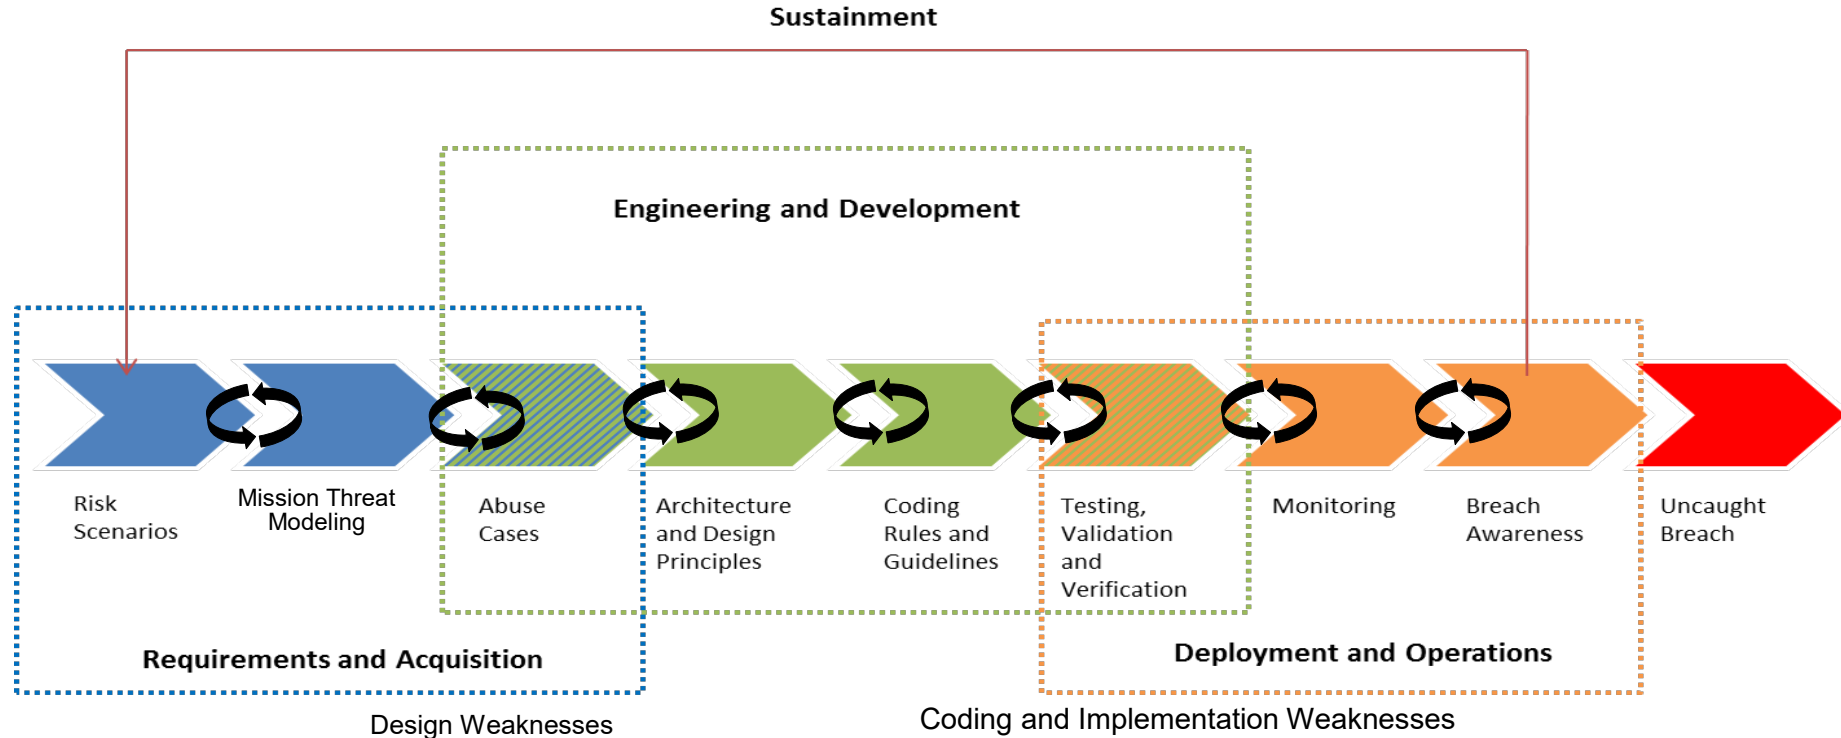 Sustainment
Engineering and Development
Risk
Scenarios
Mission Threat
Modeling
Abuse
Cases
Architecture
and Design
Principles
Coding
Rules and
Guidelines
Testing,
Validation
and
Verification
Monitoring
Breach
Awareness
Uncaught
Breach
Requirements and Acquisition
Deployment and Operations
Design Weaknesses
Coding and Implementation Weaknesses